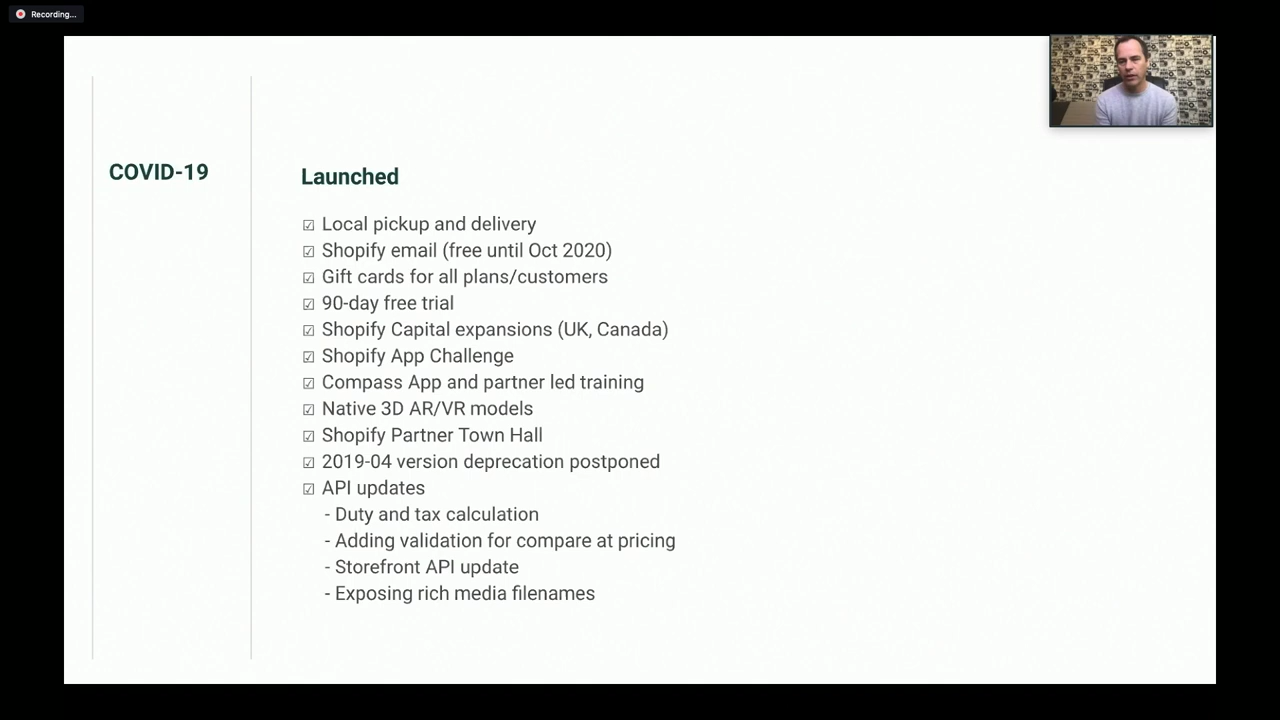 Recording...
COVID-19
Launched
☑ Local pickup and delivery
☑ Shopify email (free until Oct 2020)
☑ Gift cards for all plans/customers
☑ 90-day free trial
☑ Shopify Capital expansions (UK, Canada)
☑ Shopify App Challenge
☑ Compass App and partner led training
☑ Native 3D AR/VR models
☑ Shopify Partner Town Hall
☑ 2019-04 version deprecation postponed
☑ API updates
- Duty and tax calculation
- Adding validation for compare at pricing
- Storefront API update
- Exposing rich media filenames